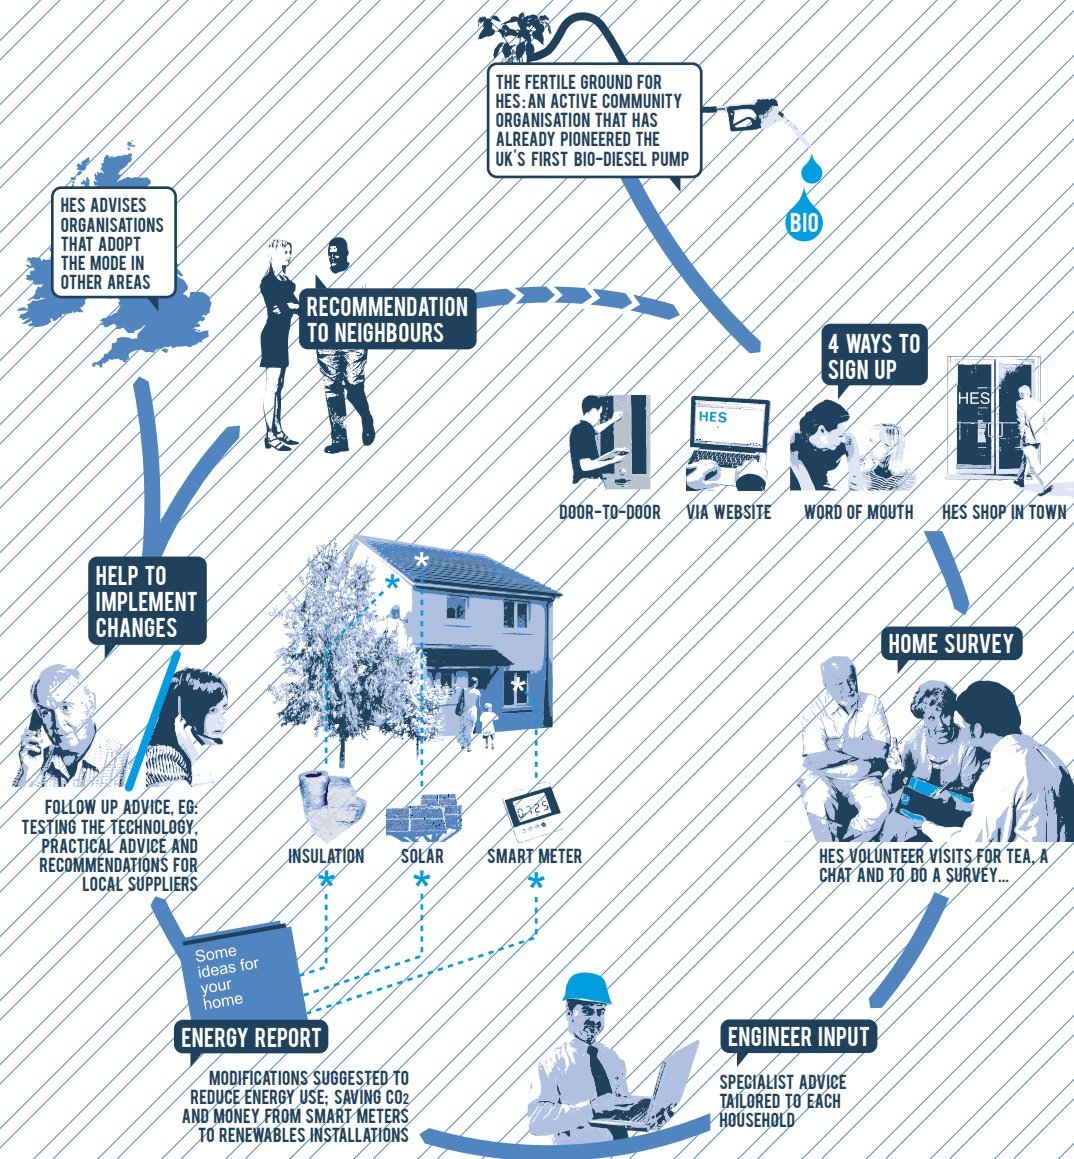 THE FERTILE GROUND FOR
HES: AN ACTIVE COMMUNITY
ORGANISATION THAT HAS
ALREADY PIONEERED THE
UK'S FIRST BIO-DIESEL PUMP
BIO
HES ADVISES
ORGANISATIONS
THAT ADOPT
THE MODE IN
OTHER AREAS
RECOMMENDATION
TO NEIGHBOURS
4 WAYS TO
SIGN UP
HES
HES
DOOR-TO-DOOR
VIA WEBSITE
WORD OF MOUTH
HES SHOP IN TOWN
HELP TO
IMPLEMENT
CHANGES
HOME SURVEY
FOLLOW UP ADVICE, EG:
TESTING THE TECHNOLOGY,
PRACTICAL ADVICE AND
RECOMMENDATIONS FOR
LOCAL SUPPLIERS
0.725
INSULATION
SOLAR
SMART METER
HES VOLUNTEER VISITS FOR TEA, A
CHAT AND TO DO A SURVEY...
Some
ideas for
your
home
ENERGY REPORT
MODIFICATIONS SUGGESTED TO
REDUCE ENERGY USE; SAVING CO2
AND MONEY FROM SMART METERS
TO RENEWABLES INSTALLATIONS
ENGINEER INPUT
SPECIALIST ADVICE
TAILORED TO EACH
HOUSEHOLD